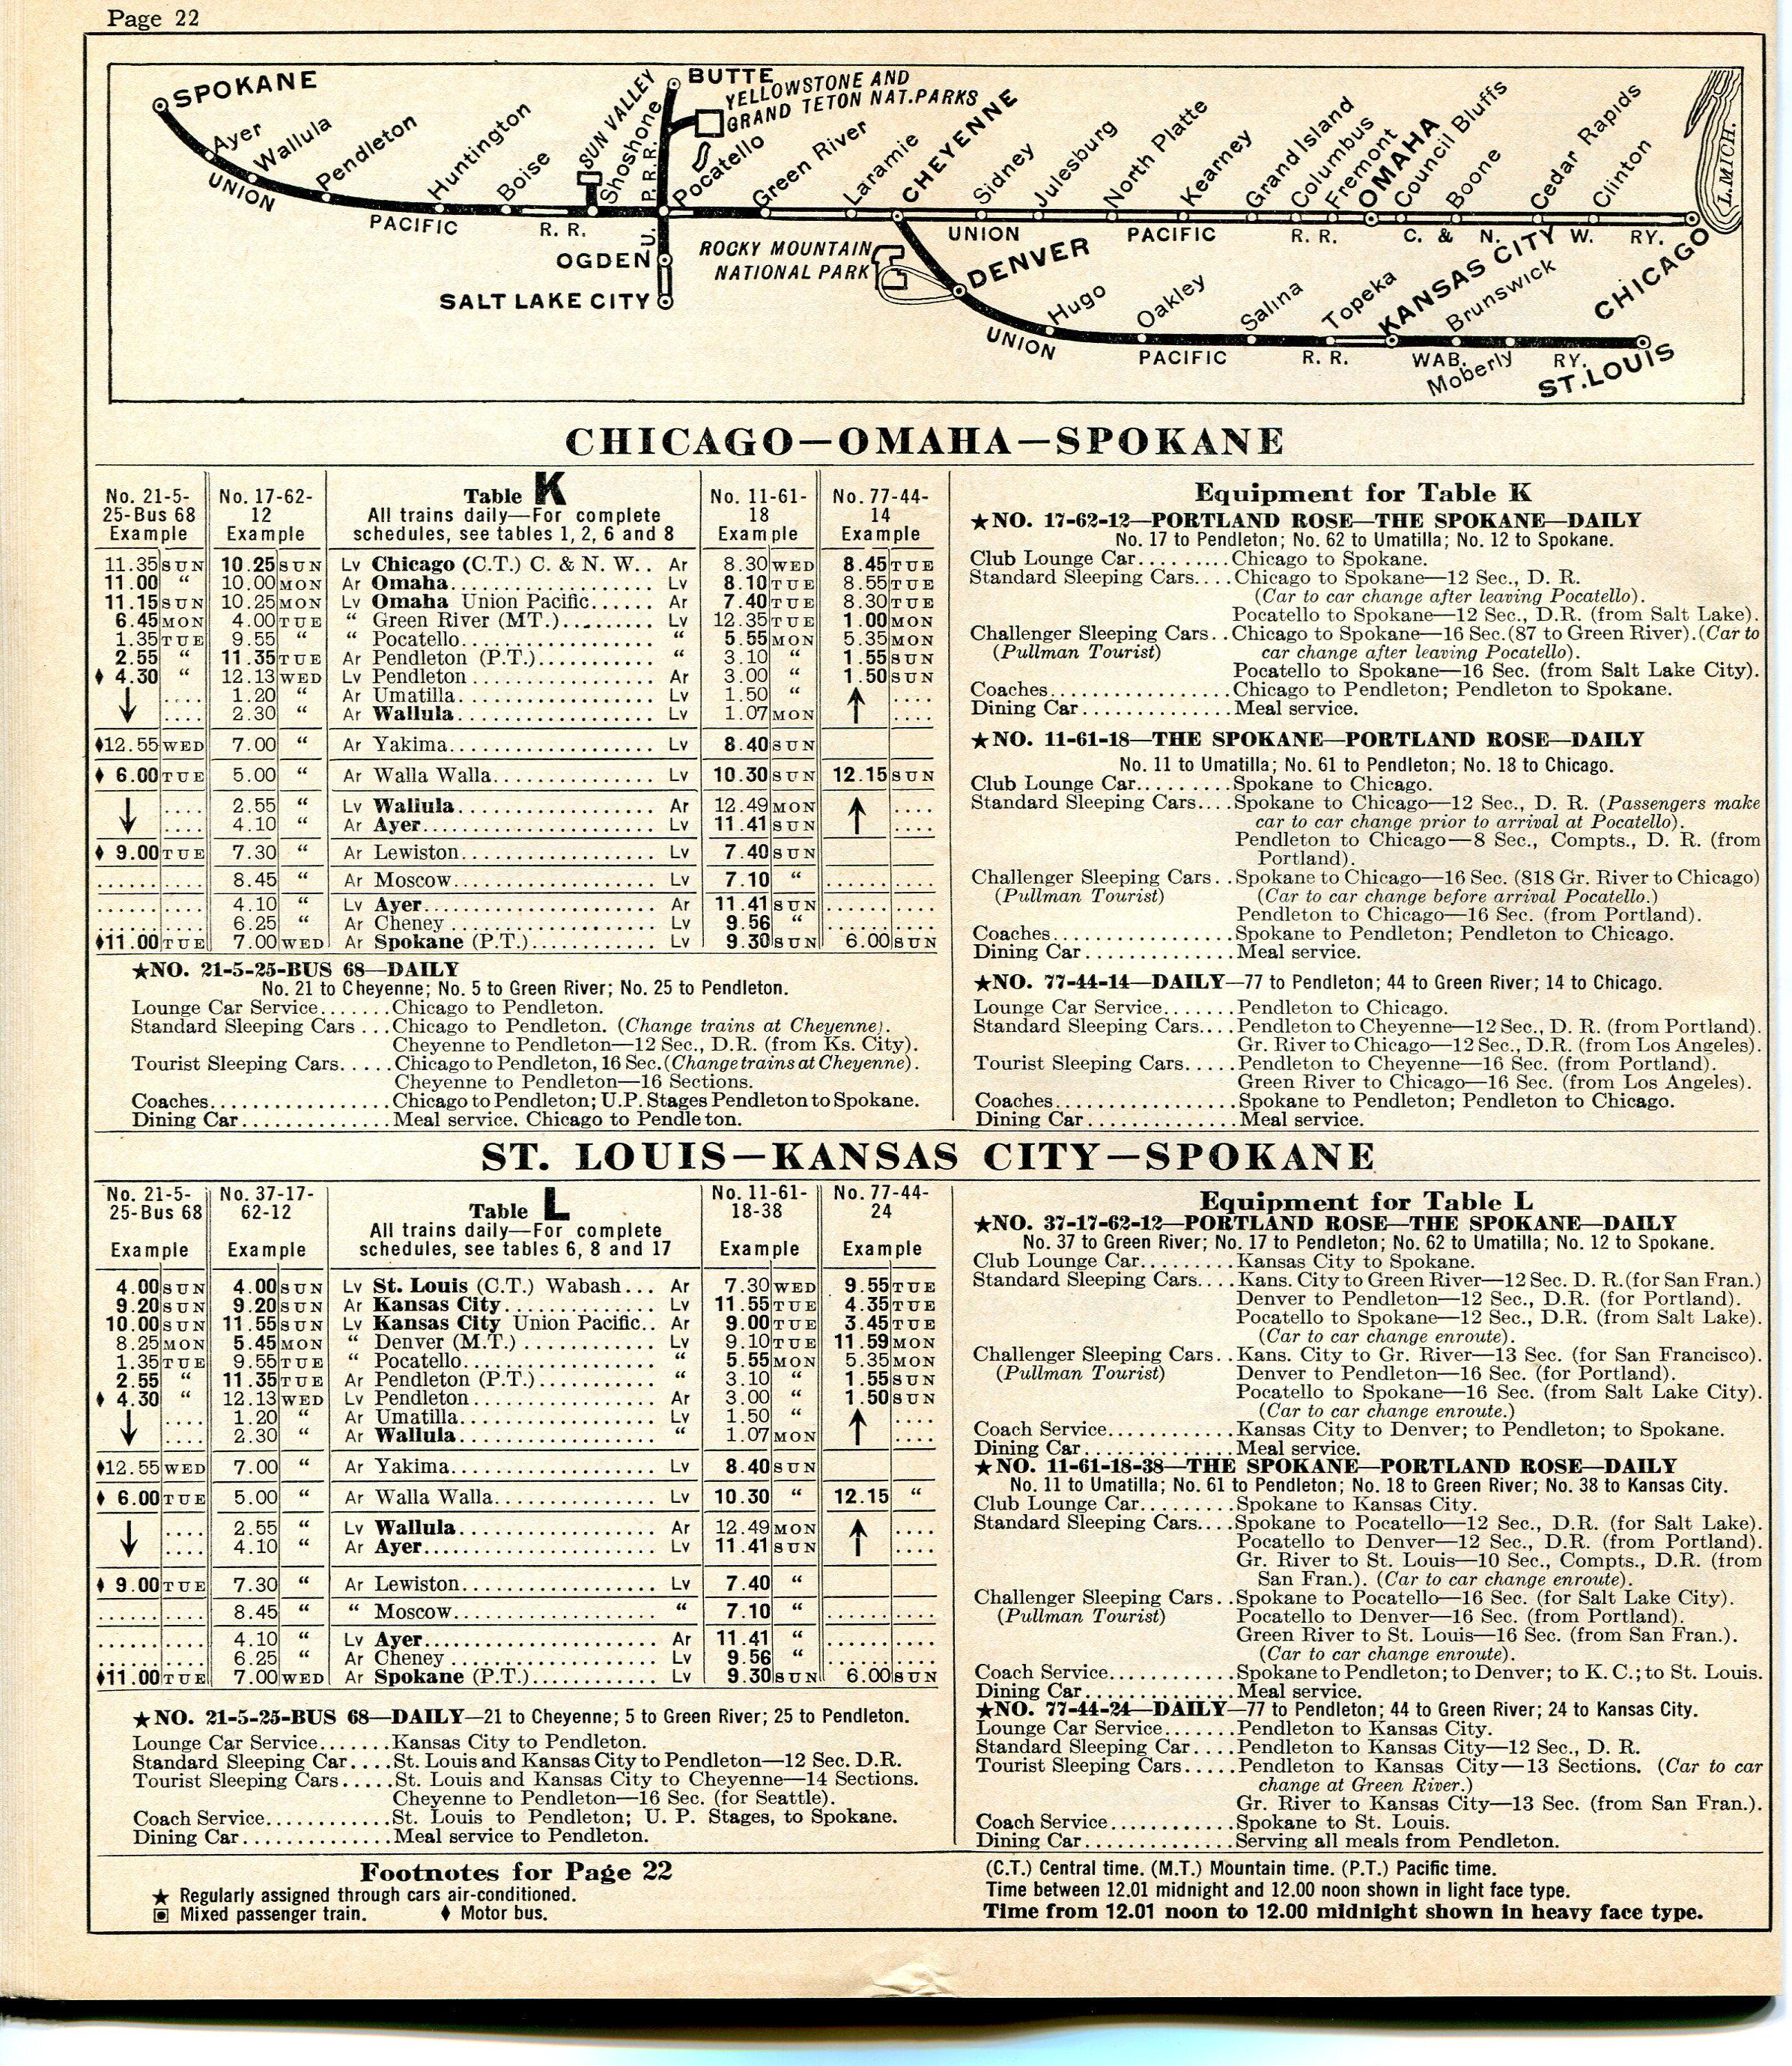 Page 22
SPOKANE
Ayer
Wallula
Pendleton
Huntington
Boise
SUN VALLEY
Shoshone
BUTTE
YELLOWSTONE AND
GRAND TETON NAT.PARKS
Pocatello
Green River
Laramie
CHEYENNE
Sidney
Julesburg
North Platte
Kearney
Grand Island
Columbus
Fremont
OMAHA
Council Bluffs
Boone
Cedar Rapids
Clinton
L. MICH.
UNION PACIFIC R. R.
U. P. R. R.
UNION PACIFIC R. R. C. & N. W. RY.
OGDEN
SALT LAKE CITY
ROCKY MOUNTAIN
NATIONAL PARK
DENVER
Hugo
Oakley
Salina
Topeka
KANSAS CITY
Brunswick
Moberly
CHICAGO
ST. LOUIS
UNION PACIFIC R. R. WAB. RY.
CHICAGO—OMAHA—SPOKANE
No. 21-5-25-Bus 68 Example | No. 17-62-12 Example | Table K | No. 11-61-18 Example | No. 77-44-14 Example
All trains daily—For complete
schedules, see tables 1, 2, 6 and 8
11.35 SUN 10.25 SUN Lv Chicago (C.T.) C. & N. W.. Ar 8.30 WED 8.45 TUE
11.00 “ 10.00 MON Ar Omaha Lv 8.10 TUE 8.55 TUE
11.15 SUN 10.25 MON Lv Omaha Union Pacific Ar 7.40 TUE 8.30 TUE
6.45 MON 4.00 TUE “ Green River (MT.) Lv 12.35 TUE 1.00 MON
1.35 TUE 9.55 “ “ Pocatello “ 5.55 MON 5.35 MON
2.55 “ 11.35 TUE Ar Pendleton (P.T.) “ 3.10 “ 1.55 SUN
♦ 4.30 “ 12.13 WED Lv Pendleton Ar 3.00 “ 1.50 SUN
↓ .... 1.20 “ Ar Umatilla Lv 1.50 “ ↑ ....
.... 2.30 “ Ar Wallula Lv 1.07 MON ....
♦12.55 WED 7.00 “ Ar Yakima Lv 8.40 SUN
♦ 6.00 TUE 5.00 “ Ar Walla Walla Lv 10.30 SUN 12.15 SUN
↓ .... 2.55 “ Lv Wallula Ar 12.49 MON ↑ ....
.... 4.10 “ Ar Ayer Lv 11.41 SUN ....
♦ 9.00 TUE 7.30 “ Ar Lewiston Lv 7.40 SUN
...... .... 8.45 “ Ar Moscow Lv 7.10 “ ...... ....
...... .... 4.10 “ Lv Ayer Ar 11.41 SUN ...... ....
...... .... 6.25 “ Ar Cheney Lv 9.56 “ ...... ....
♦11.00 TUE 7.00 WED Ar Spokane (P.T.) Lv 9.30 SUN 6.00 SUN
★NO. 21-5-25-BUS 68—DAILY
No. 21 to Cheyenne; No. 5 to Green River; No. 25 to Pendleton.
Lounge Car Service.......Chicago to Pendleton.
Standard Sleeping Cars ...Chicago to Pendleton. (Change trains at Cheyenne).
Cheyenne to Pendleton—12 Sec., D.R. (from Ks. City).
Tourist Sleeping Cars.....Chicago to Pendleton, 16 Sec. (Change trains at Cheyenne).
Cheyenne to Pendleton—16 Sections.
Coaches..................Chicago to Pendleton; U.P. Stages Pendleton to Spokane.
Dining Car...............Meal service. Chicago to Pendleton.
Equipment for Table K
★NO. 17-62-12—PORTLAND ROSE—THE SPOKANE—DAILY
No. 17 to Pendleton; No. 62 to Umatilla; No. 12 to Spokane.
Club Lounge Car.........Chicago to Spokane.
Standard Sleeping Cars....Chicago to Spokane—12 Sec., D. R.
(Car to car change after leaving Pocatello).
Pocatello to Spokane—12 Sec., D.R. (from Salt Lake).
Challenger Sleeping Cars..Chicago to Spokane—16 Sec.(87 to Green River).(Car to
(Pullman Tourist) car change after leaving Pocatello).
Pocatello to Spokane—16 Sec. (from Salt Lake City).
Coaches..................Chicago to Pendleton; Pendleton to Spokane.
Dining Car...............Meal service.
★NO. 11-61-18—THE SPOKANE—PORTLAND ROSE—DAILY
No. 11 to Umatilla; No. 61 to Pendleton; No. 18 to Chicago.
Club Lounge Car.........Spokane to Chicago.
Standard Sleeping Cars....Spokane to Chicago—12 Sec., D. R. (Passengers make
car to car change prior to arrival at Pocatello).
Pendleton to Chicago—8 Sec., Compts., D. R. (from
Portland).
Challenger Sleeping Cars..Spokane to Chicago—16 Sec. (818 Gr. River to Chicago)
(Pullman Tourist) (Car to car change before arrival Pocatello.)
Pendleton to Chicago—16 Sec. (from Portland).
Coaches..................Spokane to Pendleton; Pendleton to Chicago.
Dining Car...............Meal service.
★NO. 77-44-14—DAILY—77 to Pendleton; 44 to Green River; 14 to Chicago.
Lounge Car Service.......Pendleton to Chicago.
Standard Sleeping Cars....Pendleton to Cheyenne—12 Sec., D. R. (from Portland).
Gr. River to Chicago—12 Sec., D.R. (from Los Angeles).
Tourist Sleeping Cars.....Pendleton to Cheyenne—16 Sec. (from Portland).
Green River to Chicago—16 Sec. (from Los Angeles).
Coaches..................Spokane to Pendleton; Pendleton to Chicago.
Dining Car...............Meal service.
ST. LOUIS—KANSAS CITY—SPOKANE
No. 21-5-25-Bus 68 Example | No. 37-17-62-12 Example | Table L | No. 11-61-18-38 Example | No. 77-44-24 Example
All trains daily—For complete
schedules, see tables 6, 8 and 17
4.00 SUN 4.00 SUN Lv St. Louis (C.T.) Wabash... Ar 7.30 WED 9.55 TUE
9.20 SUN 9.20 SUN Ar Kansas City Lv 11.55 TUE 4.35 TUE
10.00 SUN 11.55 SUN Lv Kansas City Union Pacific.. Ar 9.00 TUE 3.45 TUE
8.25 MON 5.45 MON “ Denver (M.T.) “ 9.10 TUE 11.59 MON
1.35 TUE 9.55 TUE “ Pocatello “ 5.55 MON 5.35 MON
2.55 “ 11.35 TUE Ar Pendleton (P.T.) “ 3.10 “ 1.55 SUN
♦ 4.30 “ 12.13 WED Lv Pendleton Ar 3.00 “ 1.50 SUN
↓ .... 1.20 “ Ar Umatilla Lv 1.50 “ ↑ ....
.... 2.30 “ Ar Wallula “ 1.07 MON ....
♦12.55 WED 7.00 “ Ar Yakima Lv 8.40 SUN
♦ 6.00 TUE 5.00 “ Ar Walla Walla Lv 10.30 “ 12.15 “
↓ .... 2.55 “ Lv Wallula Ar 12.49 MON ↑ ....
.... 4.10 “ Ar Ayer Lv 11.41 SUN ....
♦ 9.00 TUE 7.30 “ Ar Lewiston Lv 7.40 “
...... .... 8.45 “ “ Moscow “ 7.10 “ ...... ....
...... .... 4.10 “ Lv Ayer Ar 11.41 “ ...... ....
...... .... 6.25 “ Ar Cheney Lv 9.56 “ ...... ....
♦11.00 TUE 7.00 WED Ar Spokane (P.T.) Lv 9.30 SUN 6.00 SUN
★NO. 21-5-25-BUS 68—DAILY—21 to Cheyenne; 5 to Green River; 25 to Pendleton.
Lounge Car Service.......Kansas City to Pendleton.
Standard Sleeping Car....St. Louis and Kansas City to Pendleton—12 Sec. D.R.
Tourist Sleeping Cars.....St. Louis and Kansas City to Cheyenne—14 Sections.
Cheyenne to Pendleton—16 Sec. (for Seattle).
Coach Service............St. Louis to Pendleton; U. P. Stages, to Spokane.
Dining Car...............Meal service to Pendleton.
Equipment for Table L
★NO. 37-17-62-12—PORTLAND ROSE—THE SPOKANE—DAILY
No. 37 to Green River; No. 17 to Pendleton; No. 62 to Umatilla; No. 12 to Spokane.
Club Lounge Car.........Kansas City to Spokane.
Standard Sleeping Cars....Kans. City to Green River—12 Sec. D. R.(for San Fran.)
Denver to Pendleton—12 Sec., D.R. (for Portland).
Pocatello to Spokane—12 Sec., D.R. (from Salt Lake).
(Car to car change enroute).
Challenger Sleeping Cars..Kans. City to Gr. River—13 Sec. (for San Francisco).
(Pullman Tourist) Denver to Pendleton—16 Sec. (for Portland).
Pocatello to Spokane—16 Sec. (from Salt Lake City).
(Car to car change enroute.)
Coach Service............Kansas City to Denver; to Pendleton; to Spokane.
Dining Car...............Meal service.
★NO. 11-61-18-38—THE SPOKANE—PORTLAND ROSE—DAILY
No. 11 to Umatilla; No. 61 to Pendleton; No. 18 to Green River; No. 38 to Kansas City.
Club Lounge Car.........Spokane to Kansas City.
Standard Sleeping Cars....Spokane to Pocatello—12 Sec., D.R. (for Salt Lake).
Pocatello to Denver—12 Sec., D.R. (from Portland).
Gr. River to St. Louis—10 Sec., Compts., D.R. (from
San Fran.). (Car to car change enroute).
Challenger Sleeping Cars..Spokane to Pocatello—16 Sec. (for Salt Lake City).
(Pullman Tourist) Pocatello to Denver—16 Sec. (from Portland).
Green River to St. Louis—16 Sec. (from San Fran.).
(Car to car change enroute).
Coach Service............Spokane to Pendleton; to Denver; to K. C.; to St. Louis.
Dining Car...............Meal service.
★NO. 77-44-24—DAILY—77 to Pendleton; 44 to Green River; 24 to Kansas City.
Lounge Car Service.......Pendleton to Kansas City.
Standard Sleeping Car....Pendleton to Kansas City—12 Sec., D. R.
Tourist Sleeping Cars.....Pendleton to Kansas City—13 Sections. (Car to car
change at Green River.)
Gr. River to Kansas City—13 Sec. (from San Fran.).
Coach Service............Spokane to St. Louis.
Dining Car...............Serving all meals from Pendleton.
Footnotes for Page 22
★ Regularly assigned through cars air-conditioned.
▣ Mixed passenger train. ♦ Motor bus.
(C.T.) Central time. (M.T.) Mountain time. (P.T.) Pacific time.
Time between 12.01 midnight and 12.00 noon shown in light face type.
Time from 12.01 noon to 12.00 midnight shown in heavy face type.